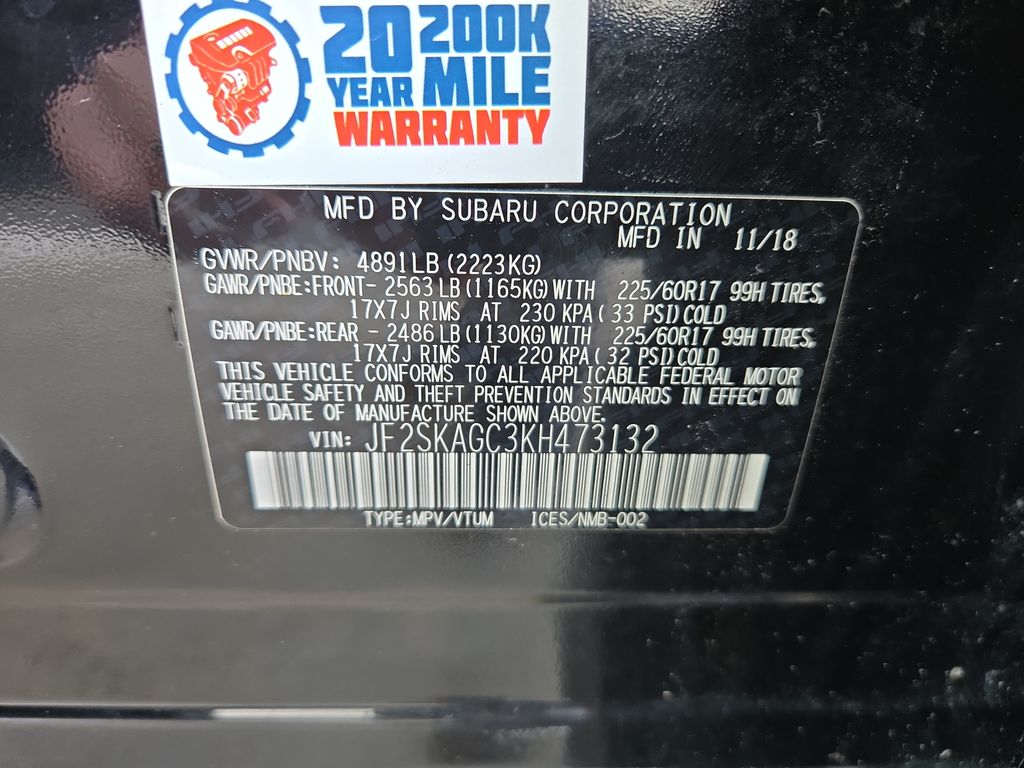 20 200K
YEAR MILE
WARRANTY
MFD BY SUBARU CORPORATION
MFD IN 11/18
GVWR/PNBV: 4891LB (2223KG)
GAWR/PNBE:FRONT- 2563LB (1165KG) WITH 225/60R17 99H TIRES,
17X7J RIMS AT 230 KPA ( 33 PSI) COLD
GAWR/PNBE:REAR - 2486LB (1130KG) WITH 225/60R17 99H TIRES,
17X7J RIMS AT 220 KPA ( 32 PSI) COLD
THIS VEHICLE CONFORMS TO ALL APPLICABLE FEDERAL MOTOR
VEHICLE SAFETY AND THEFT PREVENTION STANDARDS IN EFFECT ON
THE DATE OF MANUFACTURE SHOWN ABOVE.
VIN: JF2SKAGC3KH473132
TYPE:MPV/VTUM ICES/NMB-002